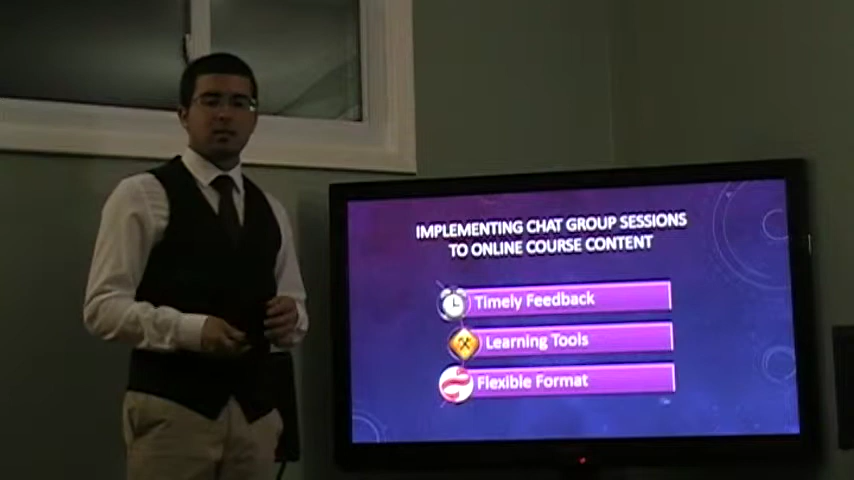 IMPLEMENTING CHAT GROUP SESSIONS
TO ONLINE COURSE CONTENT
Timely Feedback
Learning Tools
Flexible Format